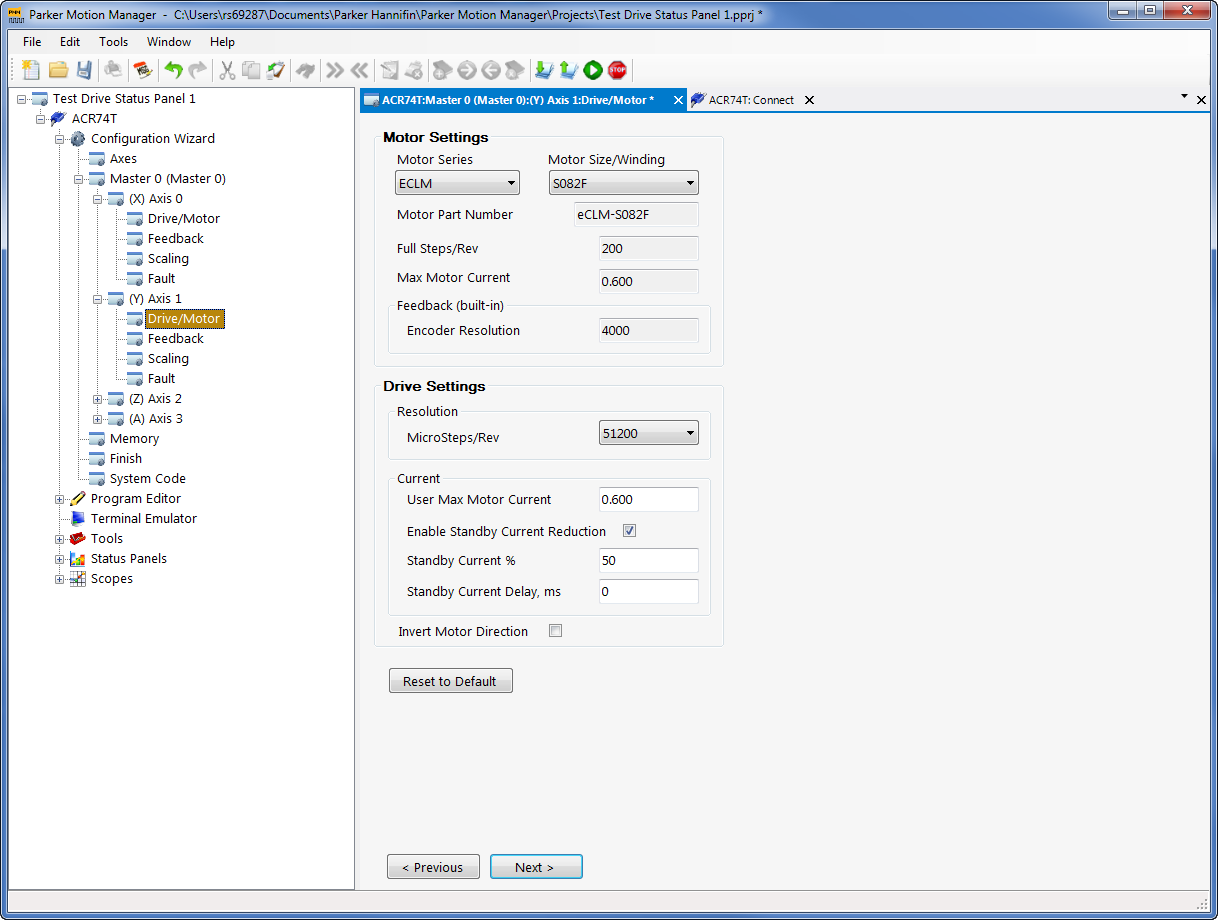 Parker Motion Manager - C:\Users\rs69287\Documents\Parker Hannifin\Parker Motion Manager\Projects\Test Drive Status Panel 1.pprj *
File Edit Tools Window Help
STOP
Test Drive Status Panel 1
ACR74T
Configuration Wizard
Axes
Master 0 (Master 0)
(X) Axis 0
Drive/Motor
Feedback
Scaling
Fault
(Y) Axis 1
Drive/Motor
Feedback
Scaling
Fault
(Z) Axis 2
(A) Axis 3
Memory
Finish
System Code
Program Editor
Terminal Emulator
Tools
Status Panels
Scopes
ACR74T:Master 0 (Master 0):(Y) Axis 1:Drive/Motor * ACR74T: Connect
Motor Settings
Motor Series Motor Size/Winding
ECLM S082F
Motor Part Number eCLM-S082F
Full Steps/Rev 200
Max Motor Current 0.600
Feedback (built-in)
Encoder Resolution 4000
Drive Settings
Resolution
MicroSteps/Rev 51200
Current
User Max Motor Current 0.600
Enable Standby Current Reduction
Standby Current % 50
Standby Current Delay, ms 0
Invert Motor Direction
Reset to Default
< Previous Next >